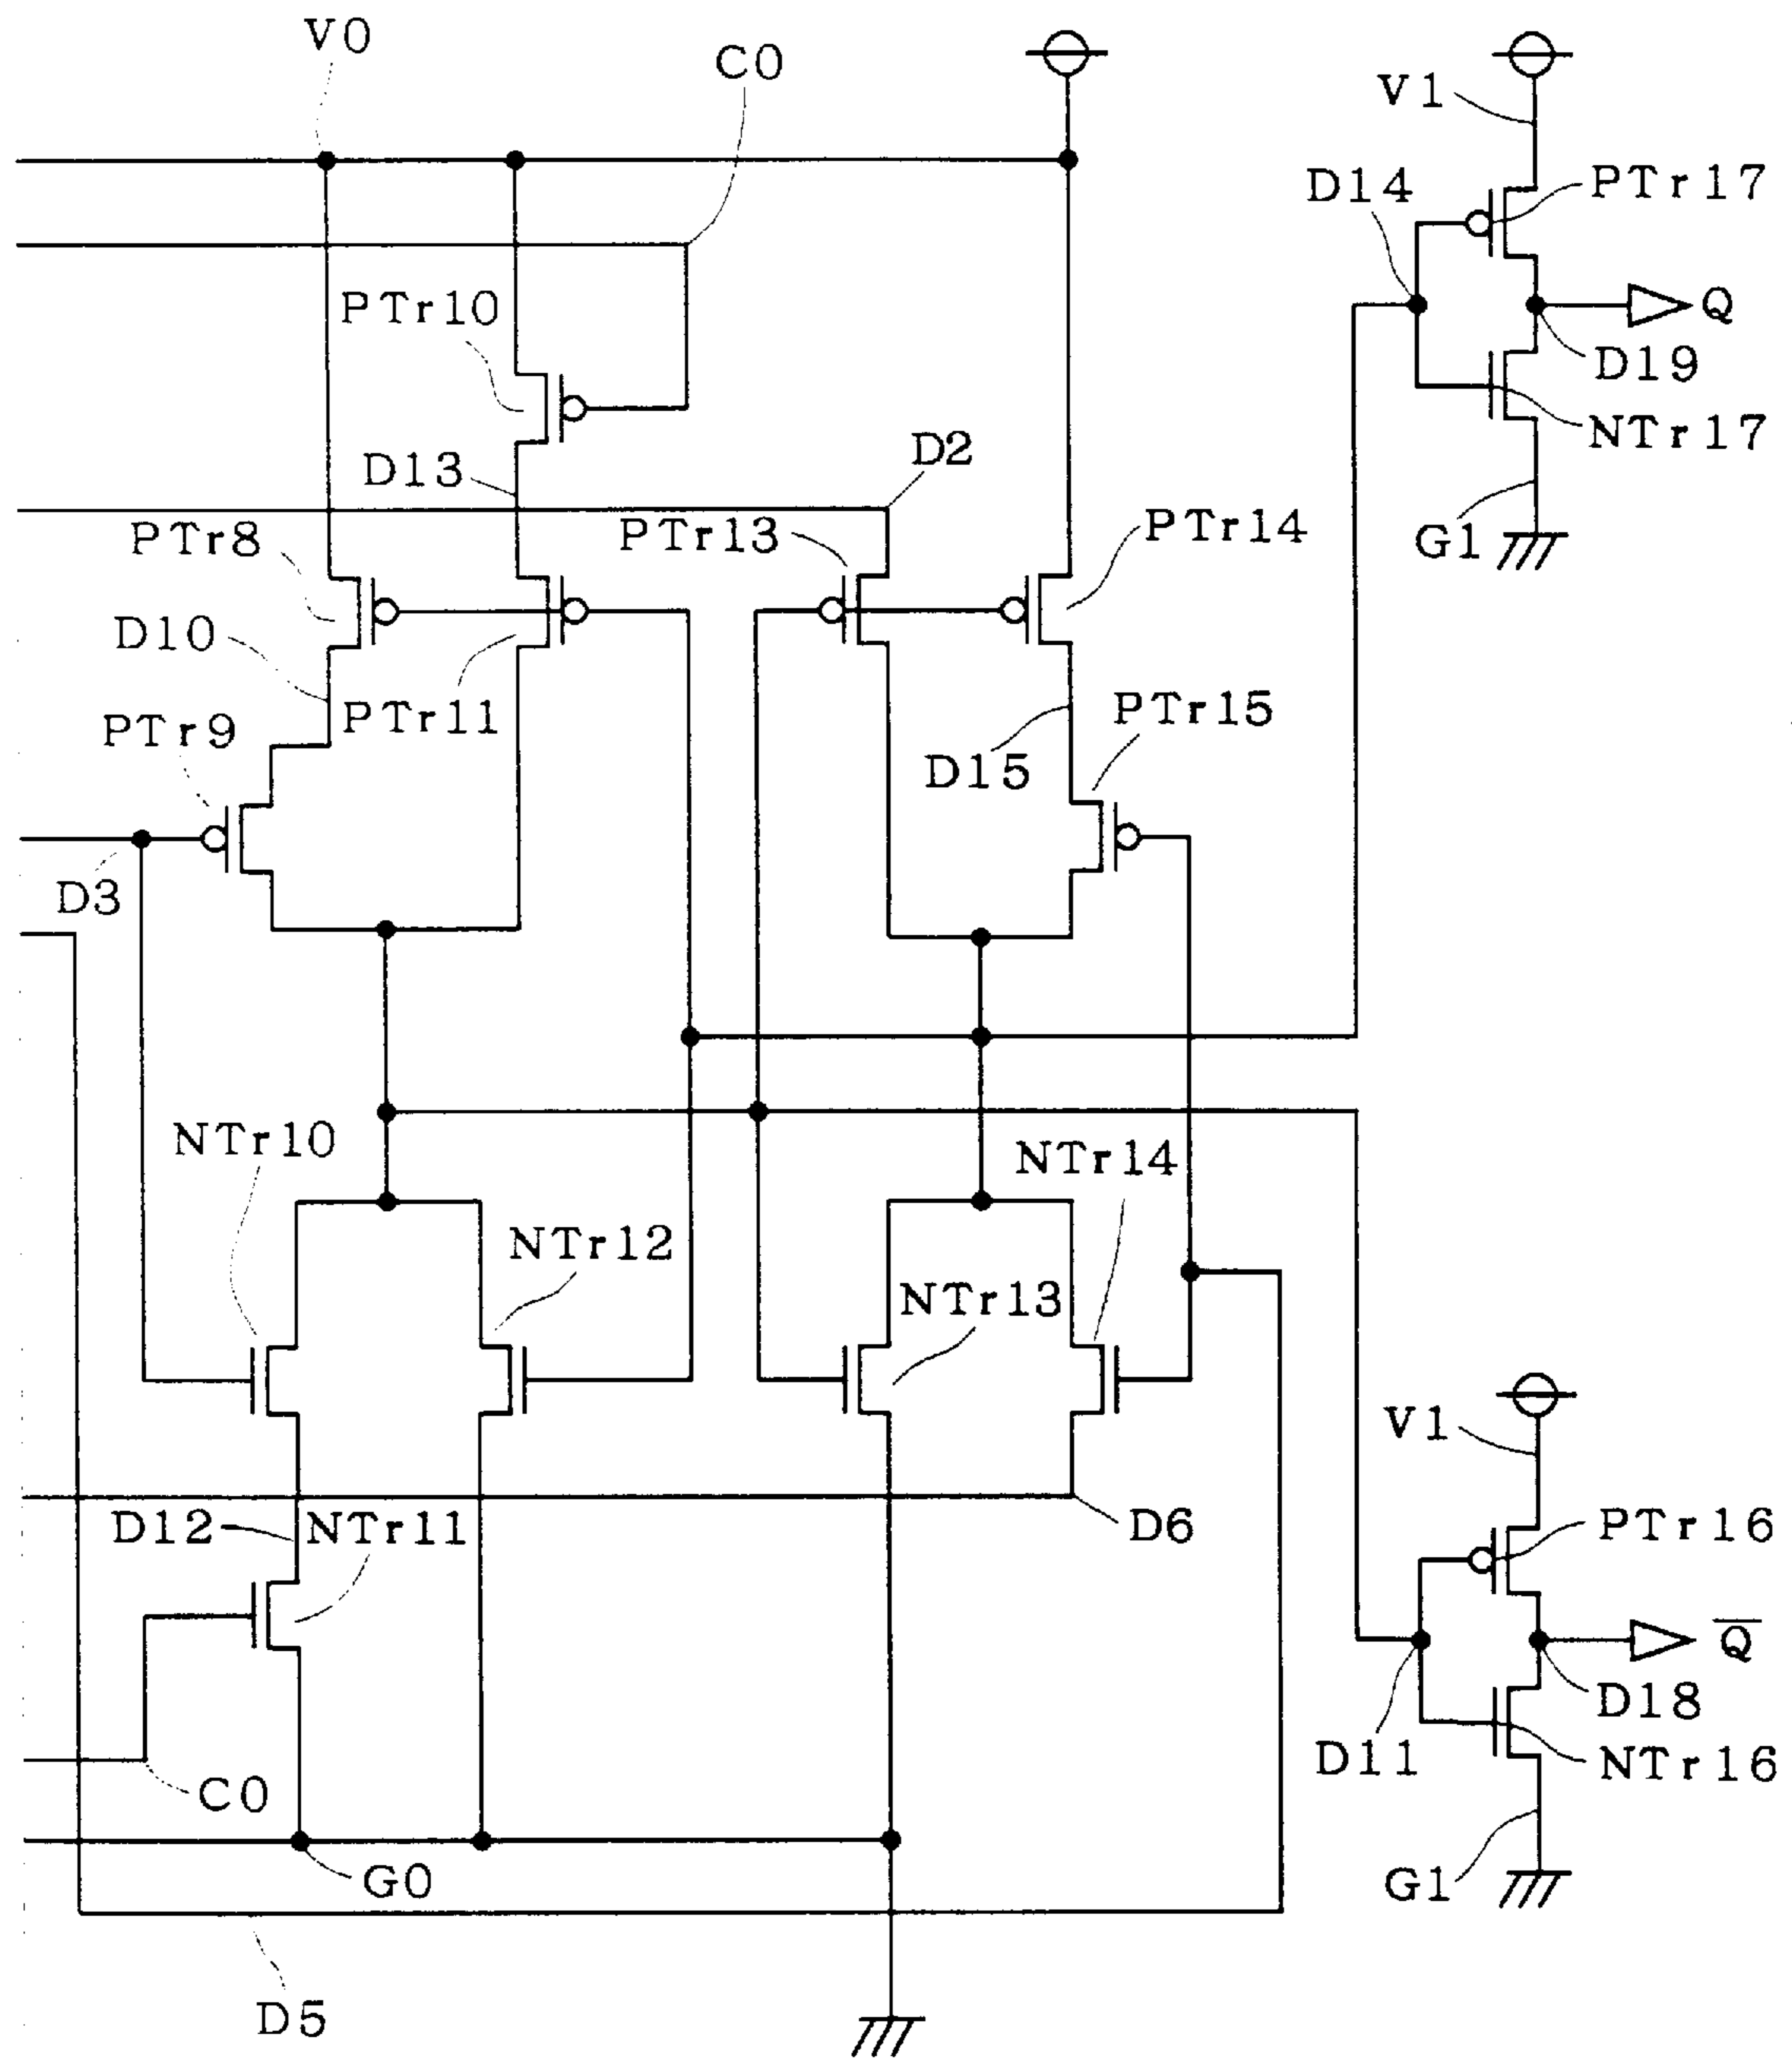 V0
C0
V1
D14
PTr17
PTr10
Q
D19
NTr17
D13
D2
PTr8
PTr13
PTr14
G1
D10
PTr9
PTr11
PTr15
D15
D3
NTr10
NTr14
NTr12
NTr13
V1
D12
NTr11
D6
PTr16
Q̅
D18
D11
NTr16
C0
G0
G1
D5